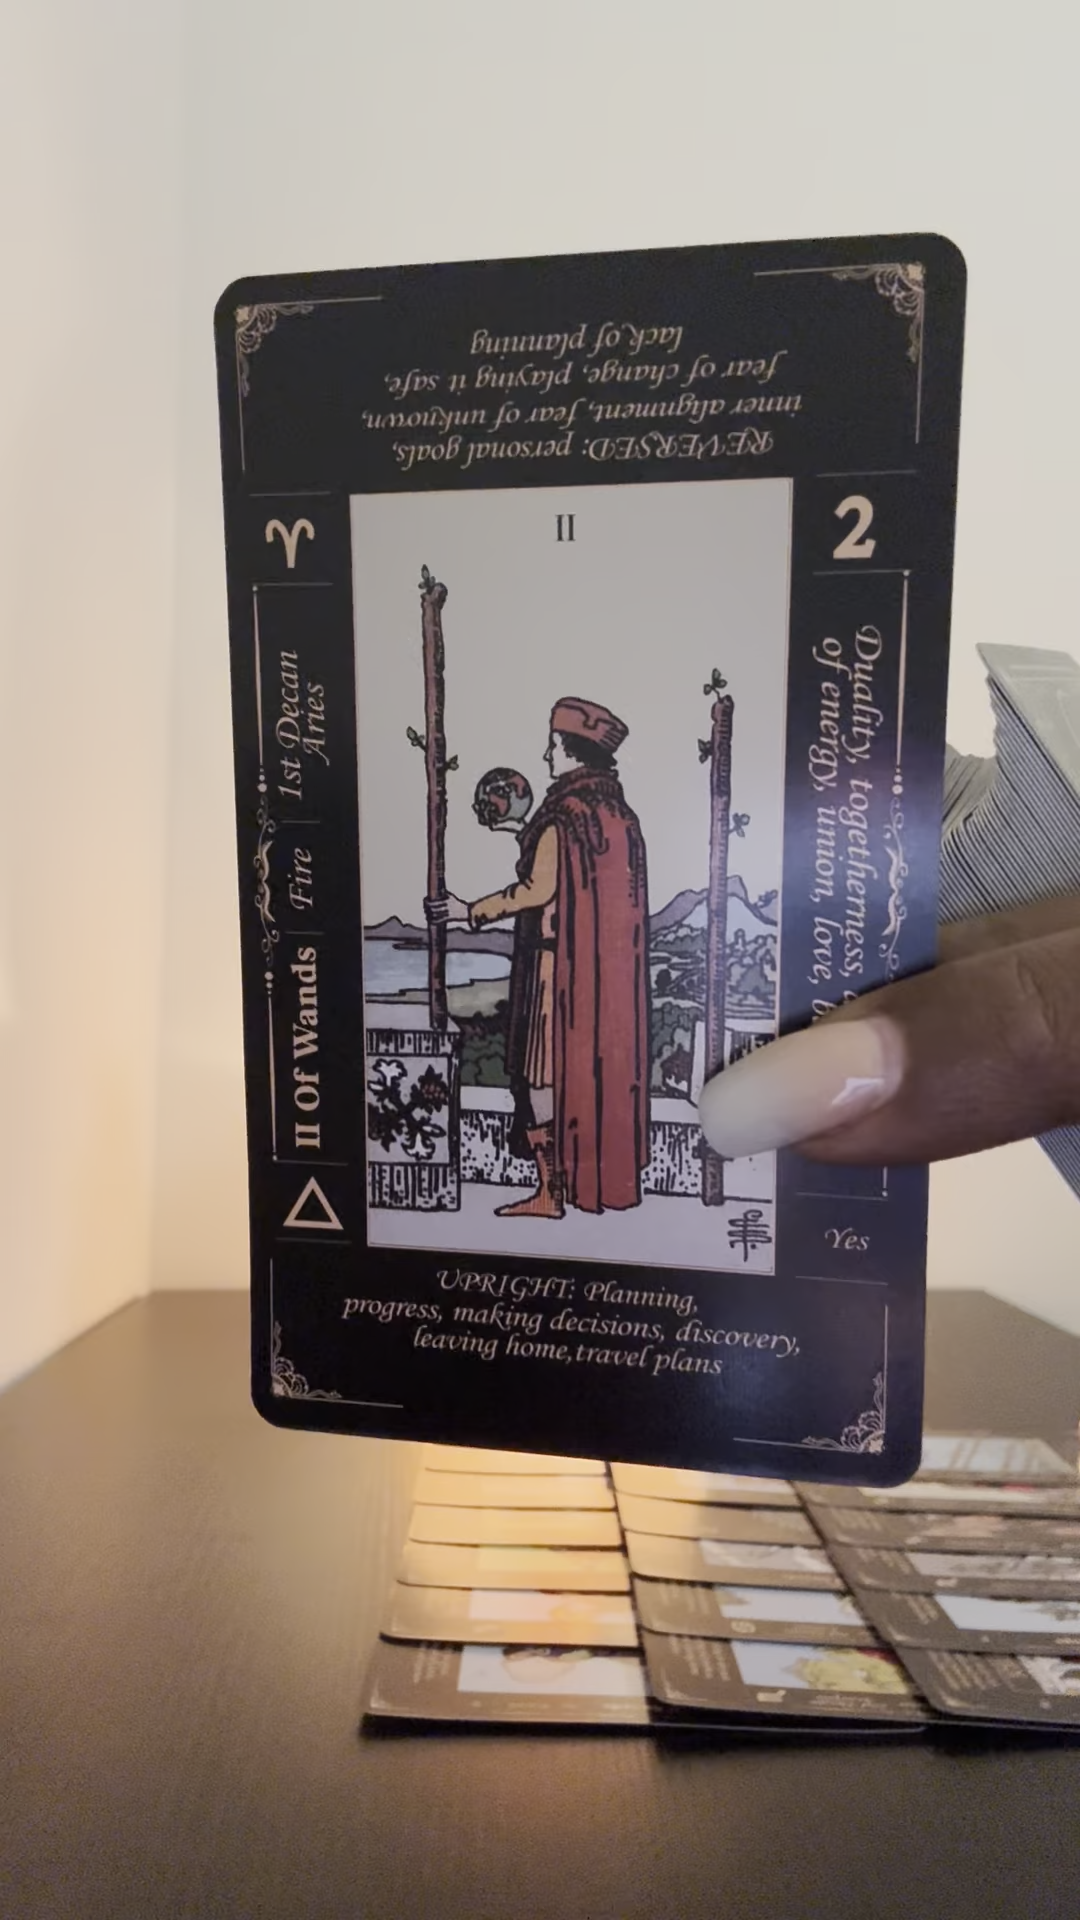 REVERSED: personal goals,
inner alignment, fear of unknown,
fear of change, playing it safe,
lack of planning
2
II
1st Decan
Aries
Fire
II Of Wands
Duality, togetherness,
of energy, union, love,
Yes
UPRIGHT: Planning,
progress, making decisions, discovery,
leaving home,travel plans